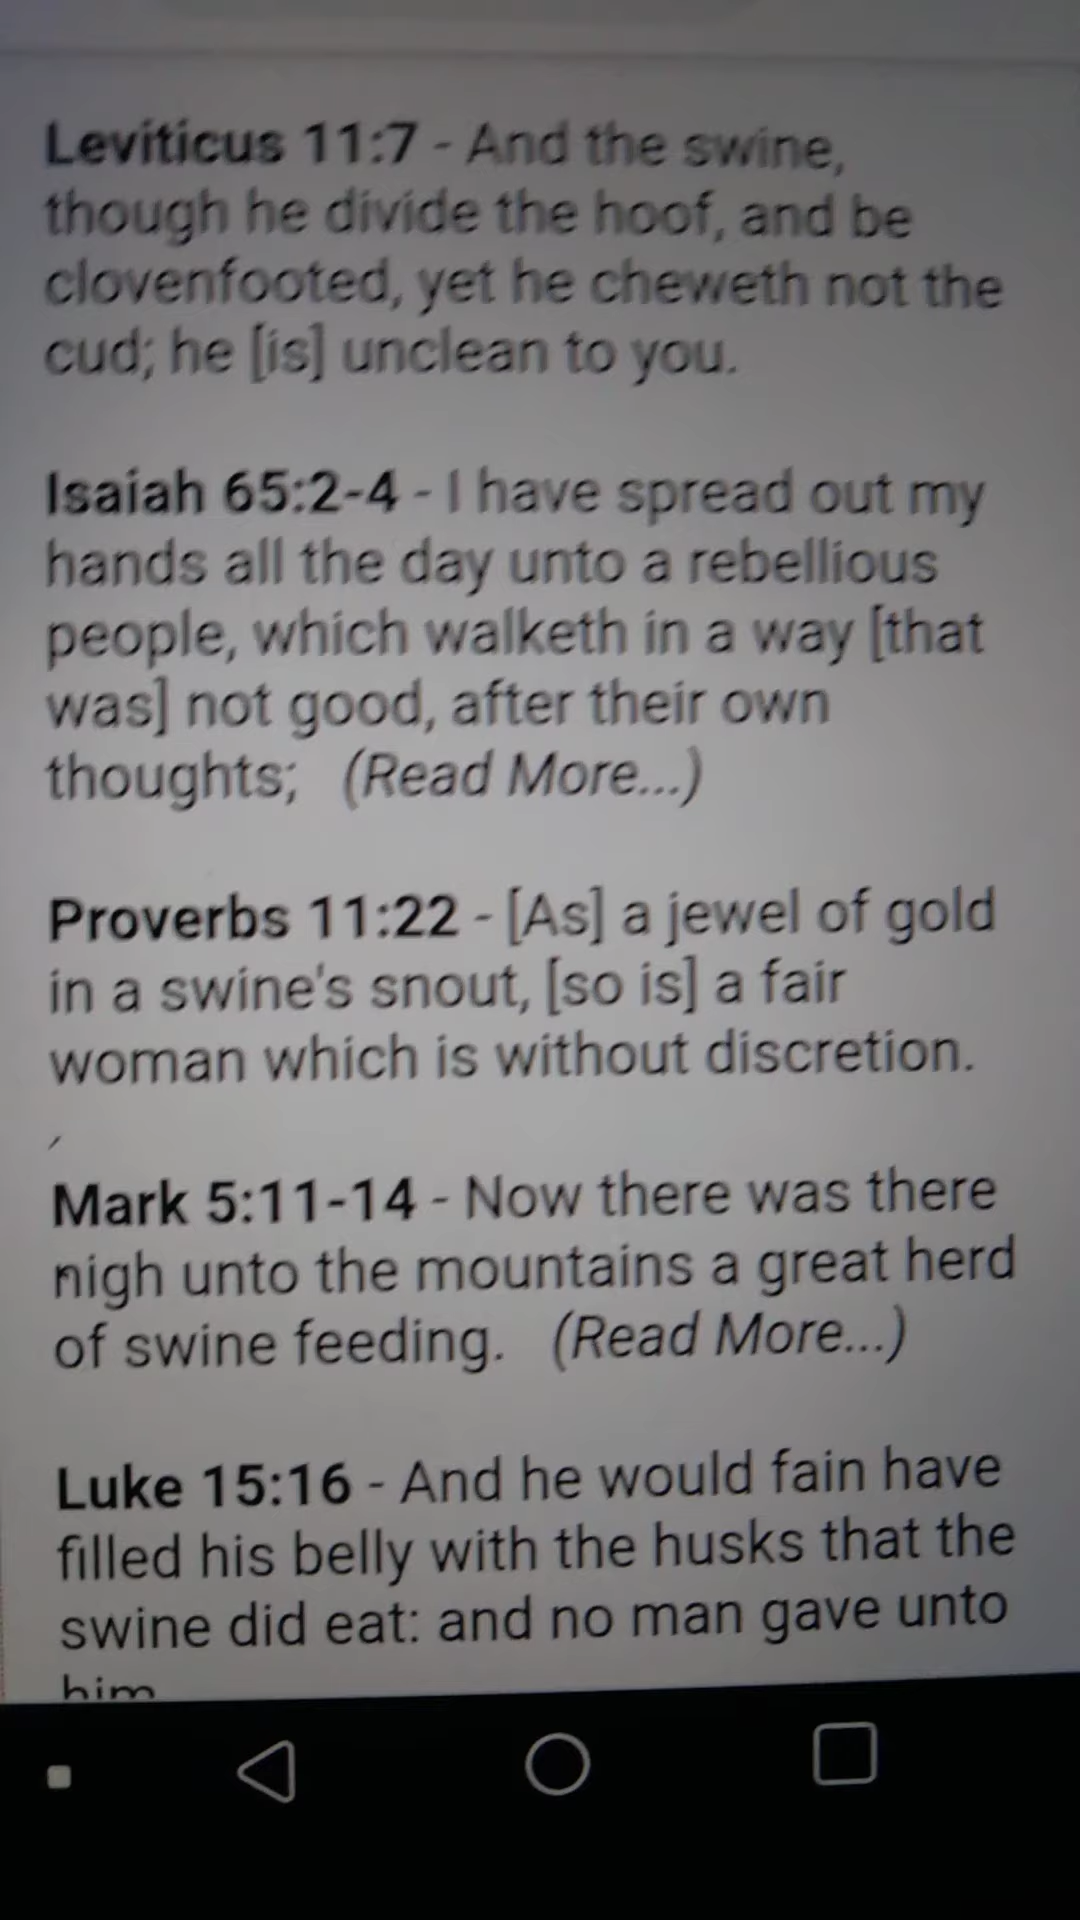 Leviticus 11:7 - And the swine,
though he divide the hoof, and be
clovenfooted, yet he cheweth not the
cud; he [is] unclean to you.
Isaiah 65:2-4 - I have spread out my
hands all the day unto a rebellious
people, which walketh in a way [that
was] not good, after their own
thoughts; (Read More...)
Proverbs 11:22 - [As] a jewel of gold
in a swine's snout, [so is] a fair
woman which is without discretion.
Mark 5:11-14 - Now there was there
nigh unto the mountains a great herd
of swine feeding. (Read More...)
Luke 15:16 - And he would fain have
filled his belly with the husks that the
swine did eat: and no man gave unto
him